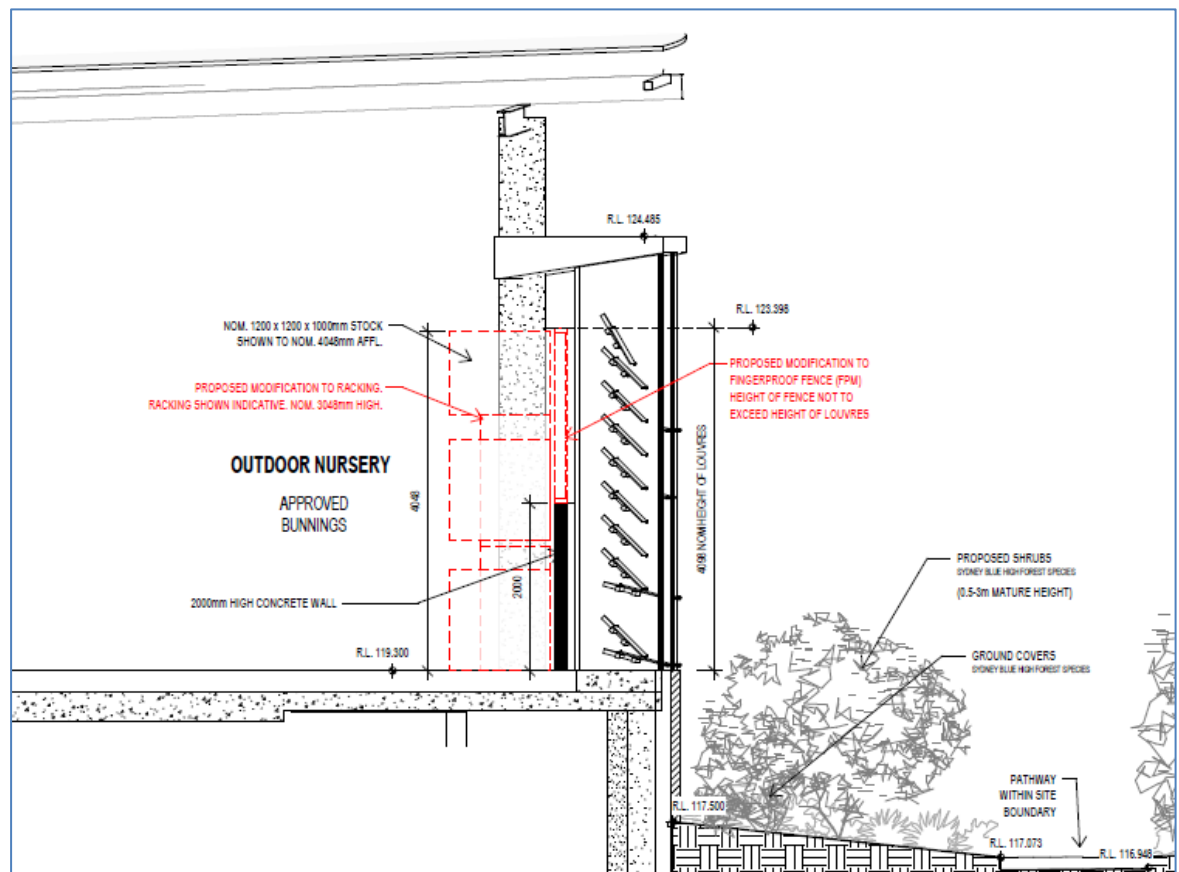 R.L. 124.485
R.L. 123.398
NOM. 1200 x 1200 x 1000mm STOCK
SHOWN TO NOM. 4048mm AFFL.
PROPOSED MODIFICATION TO RACKING.
RACKING SHOWN INDICATIVE. NOM. 3048mm HIGH.
PROPOSED MODIFICATION TO
FINGERPROOF FENCE (FPM)
HEIGHT OF FENCE NOT TO
EXCEED HEIGHT OF LOUVRES
OUTDOOR NURSERY
APPROVED
BUNNINGS
4048
4098 NOM HEIGHT OF LOUVRES
2000
2000mm HIGH CONCRETE WALL
R.L. 119.300
PROPOSED SHRUBS
SYDNEY BLUE HIGH FOREST SPECIES
(0.5-3m MATURE HEIGHT)
GROUND COVERS
SYDNEY BLUE HIGH FOREST SPECIES
PATHWAY
WITHIN SITE
BOUNDARY
R.L. 117.500
R.L. 117.073
R.L. 116.948